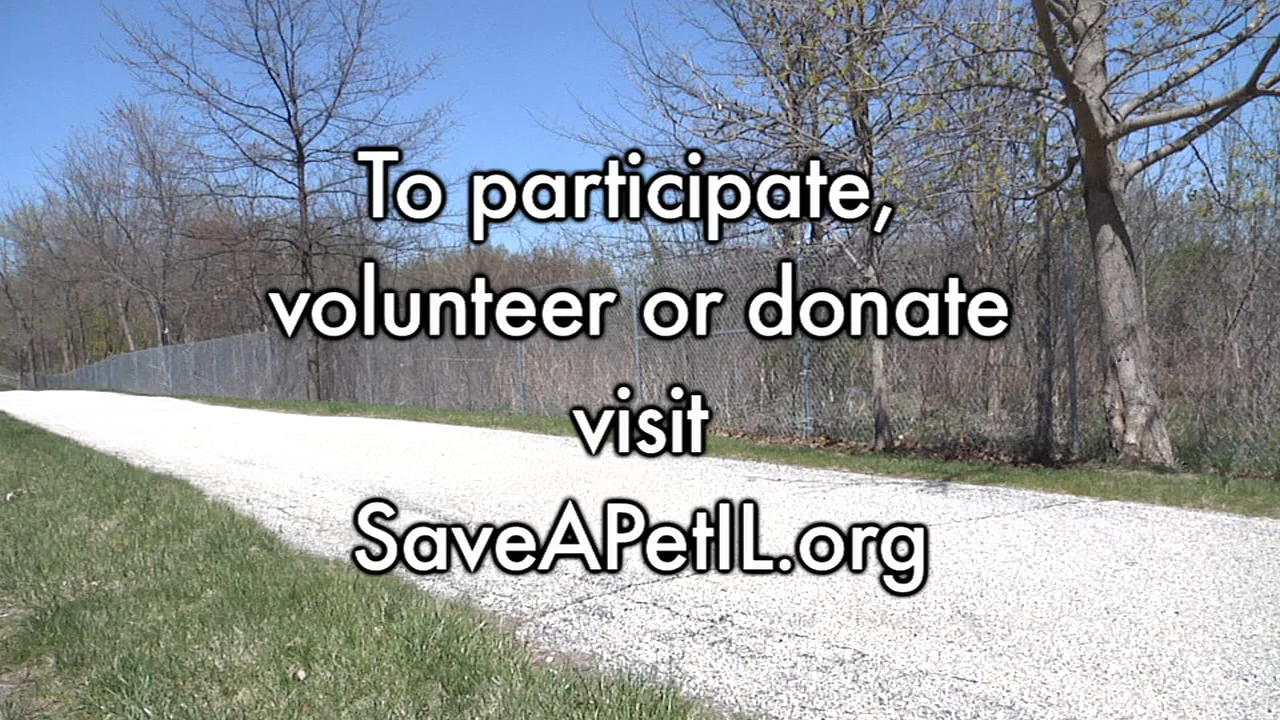 To participate,
volunteer or donate
visit
SaveAPetIL.org